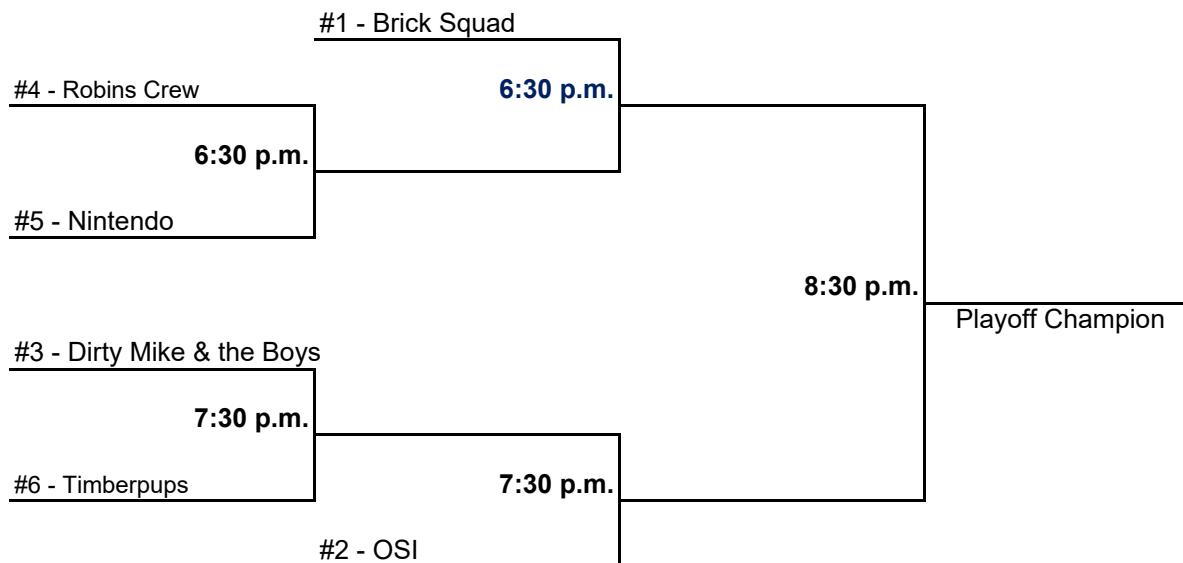 #1 - Brick Squad
#4 - Robins Crew
6:30 p.m.
6:30 p.m.
#5 - Nintendo
8:30 p.m.
Playoff Champion
#3 - Dirty Mike & the Boys
7:30 p.m.
#6 - Timberpups
7:30 p.m.
#2 - OSI